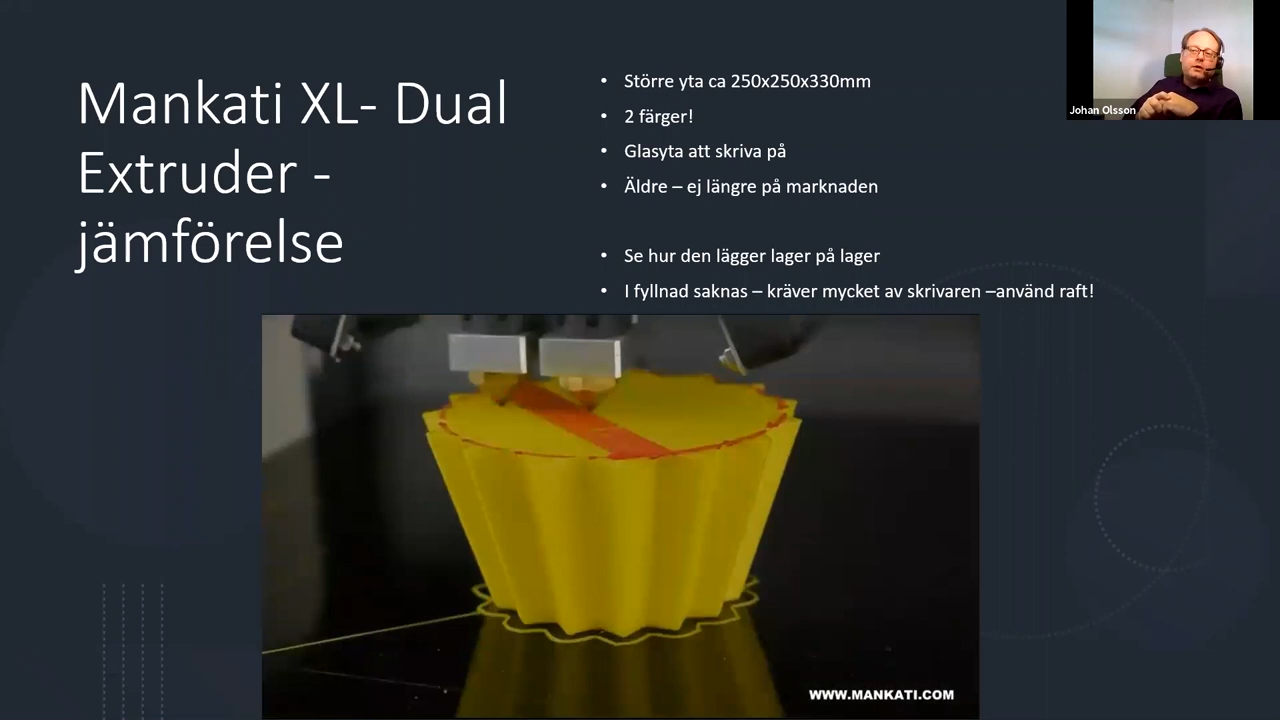 Mankati XL- Dual
Extruder -
jämförelse
• Större yta ca 250x250x330mm
• 2 färger!
• Glasyta att skriva på
• Äldre – ej längre på marknaden
• Se hur den lägger lager på lager
• I fyllnad saknas – kräver mycket av skrivaren –använd raft!
Johan Olsson
WWW.MANKATI.COM